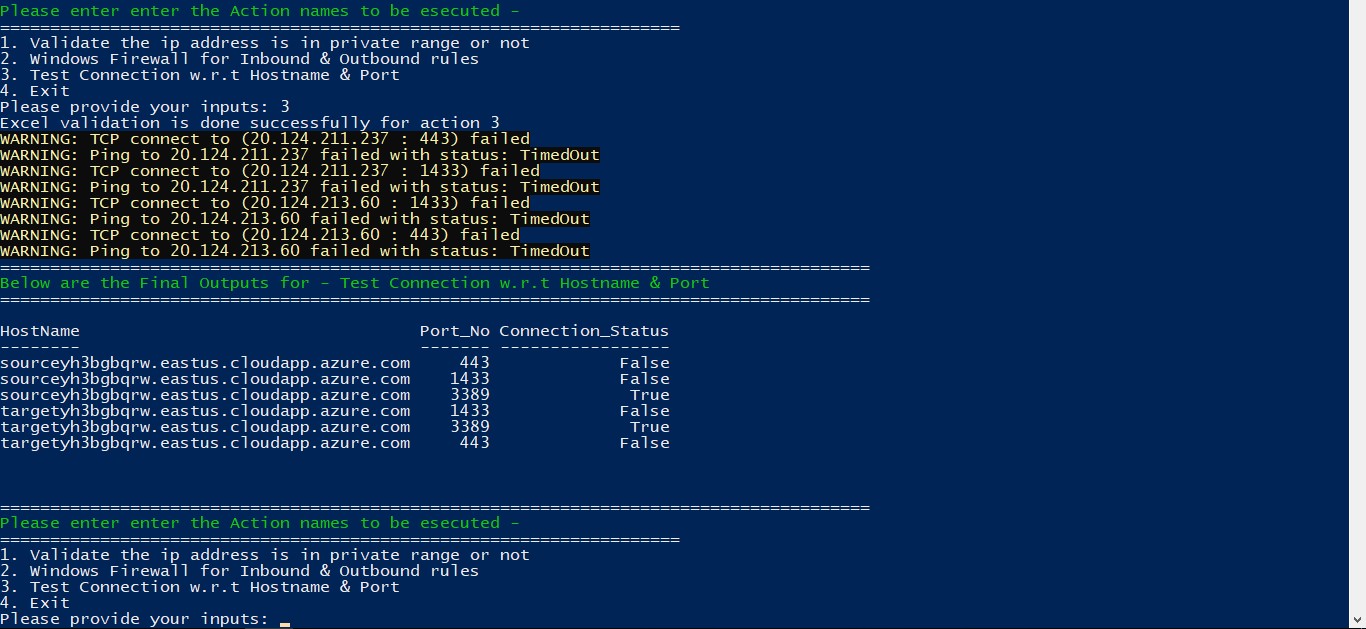 Please enter enter the Action names to be esecuted -
====================================================================
1. Validate the ip address is in private range or not
2. Windows Firewall for Inbound & Outbound rules
3. Test Connection w.r.t Hostname & Port
4. Exit
Please provide your inputs: 3
Excel validation is done successfully for action 3
WARNING: TCP connect to (20.124.211.237 : 443) failed
WARNING: Ping to 20.124.211.237 failed with status: TimedOut
WARNING: TCP connect to (20.124.211.237 : 1433) failed
WARNING: Ping to 20.124.211.237 failed with status: TimedOut
WARNING: TCP connect to (20.124.213.60 : 1433) failed
WARNING: Ping to 20.124.213.60 failed with status: TimedOut
WARNING: TCP connect to (20.124.213.60 : 443) failed
WARNING: Ping to 20.124.213.60 failed with status: TimedOut
=======================================================================================
Below are the Final Outputs for - Test Connection w.r.t Hostname & Port
=======================================================================================
HostName                                  Port_No Connection_Status
--------                                  ------- -----------------
sourceyh3bgbqrw.eastus.cloudapp.azure.com     443             False
sourceyh3bgbqrw.eastus.cloudapp.azure.com    1433             False
sourceyh3bgbqrw.eastus.cloudapp.azure.com    3389              True
targetyh3bgbqrw.eastus.cloudapp.azure.com    1433             False
targetyh3bgbqrw.eastus.cloudapp.azure.com    3389              True
targetyh3bgbqrw.eastus.cloudapp.azure.com     443             False
=======================================================================================
Please enter enter the Action names to be esecuted -
====================================================================
1. Validate the ip address is in private range or not
2. Windows Firewall for Inbound & Outbound rules
3. Test Connection w.r.t Hostname & Port
4. Exit
Please provide your inputs: _